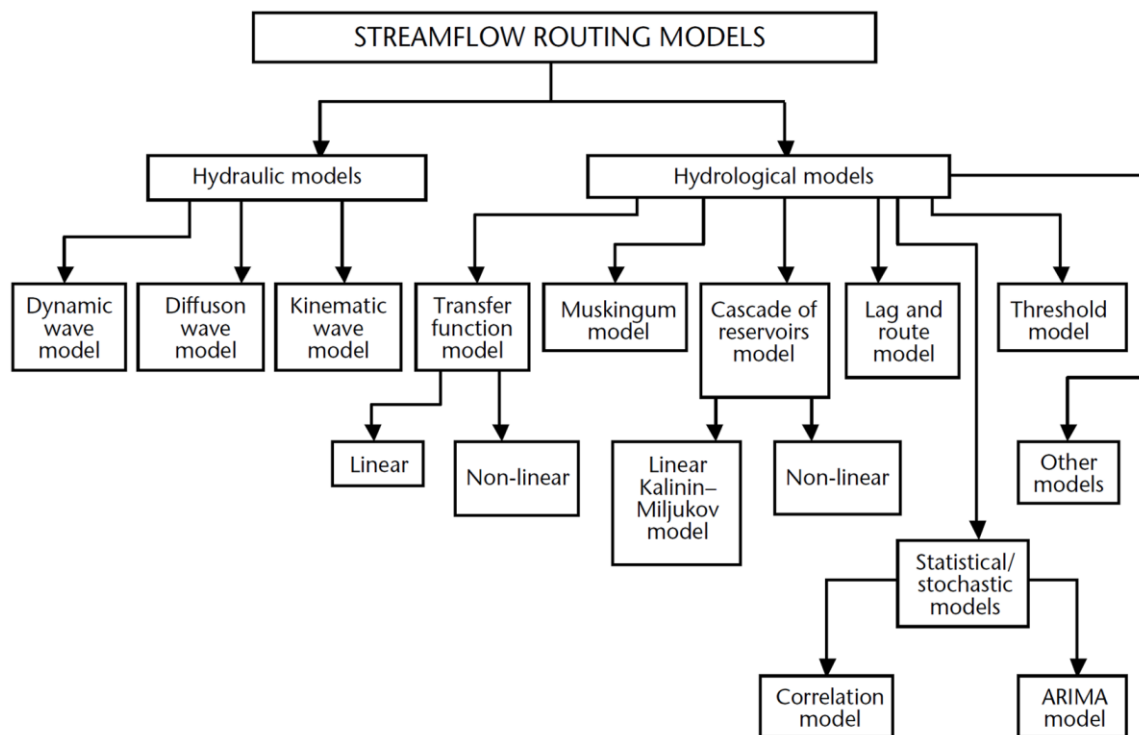 STREAMFLOW ROUTING MODELS
Hydraulic models
Hydrological models
Dynamic
wave
model
Diffuson
wave
model
Kinematic
wave
model
Transfer
function
model
Muskingum
model
Cascade of
reservoirs
model
Lag and
route
model
Threshold
model
Linear
Non-linear
Linear
Kalinin–
Miljukov
model
Non-linear
Other
models
Statistical/
stochastic
models
Correlation
model
ARIMA
model